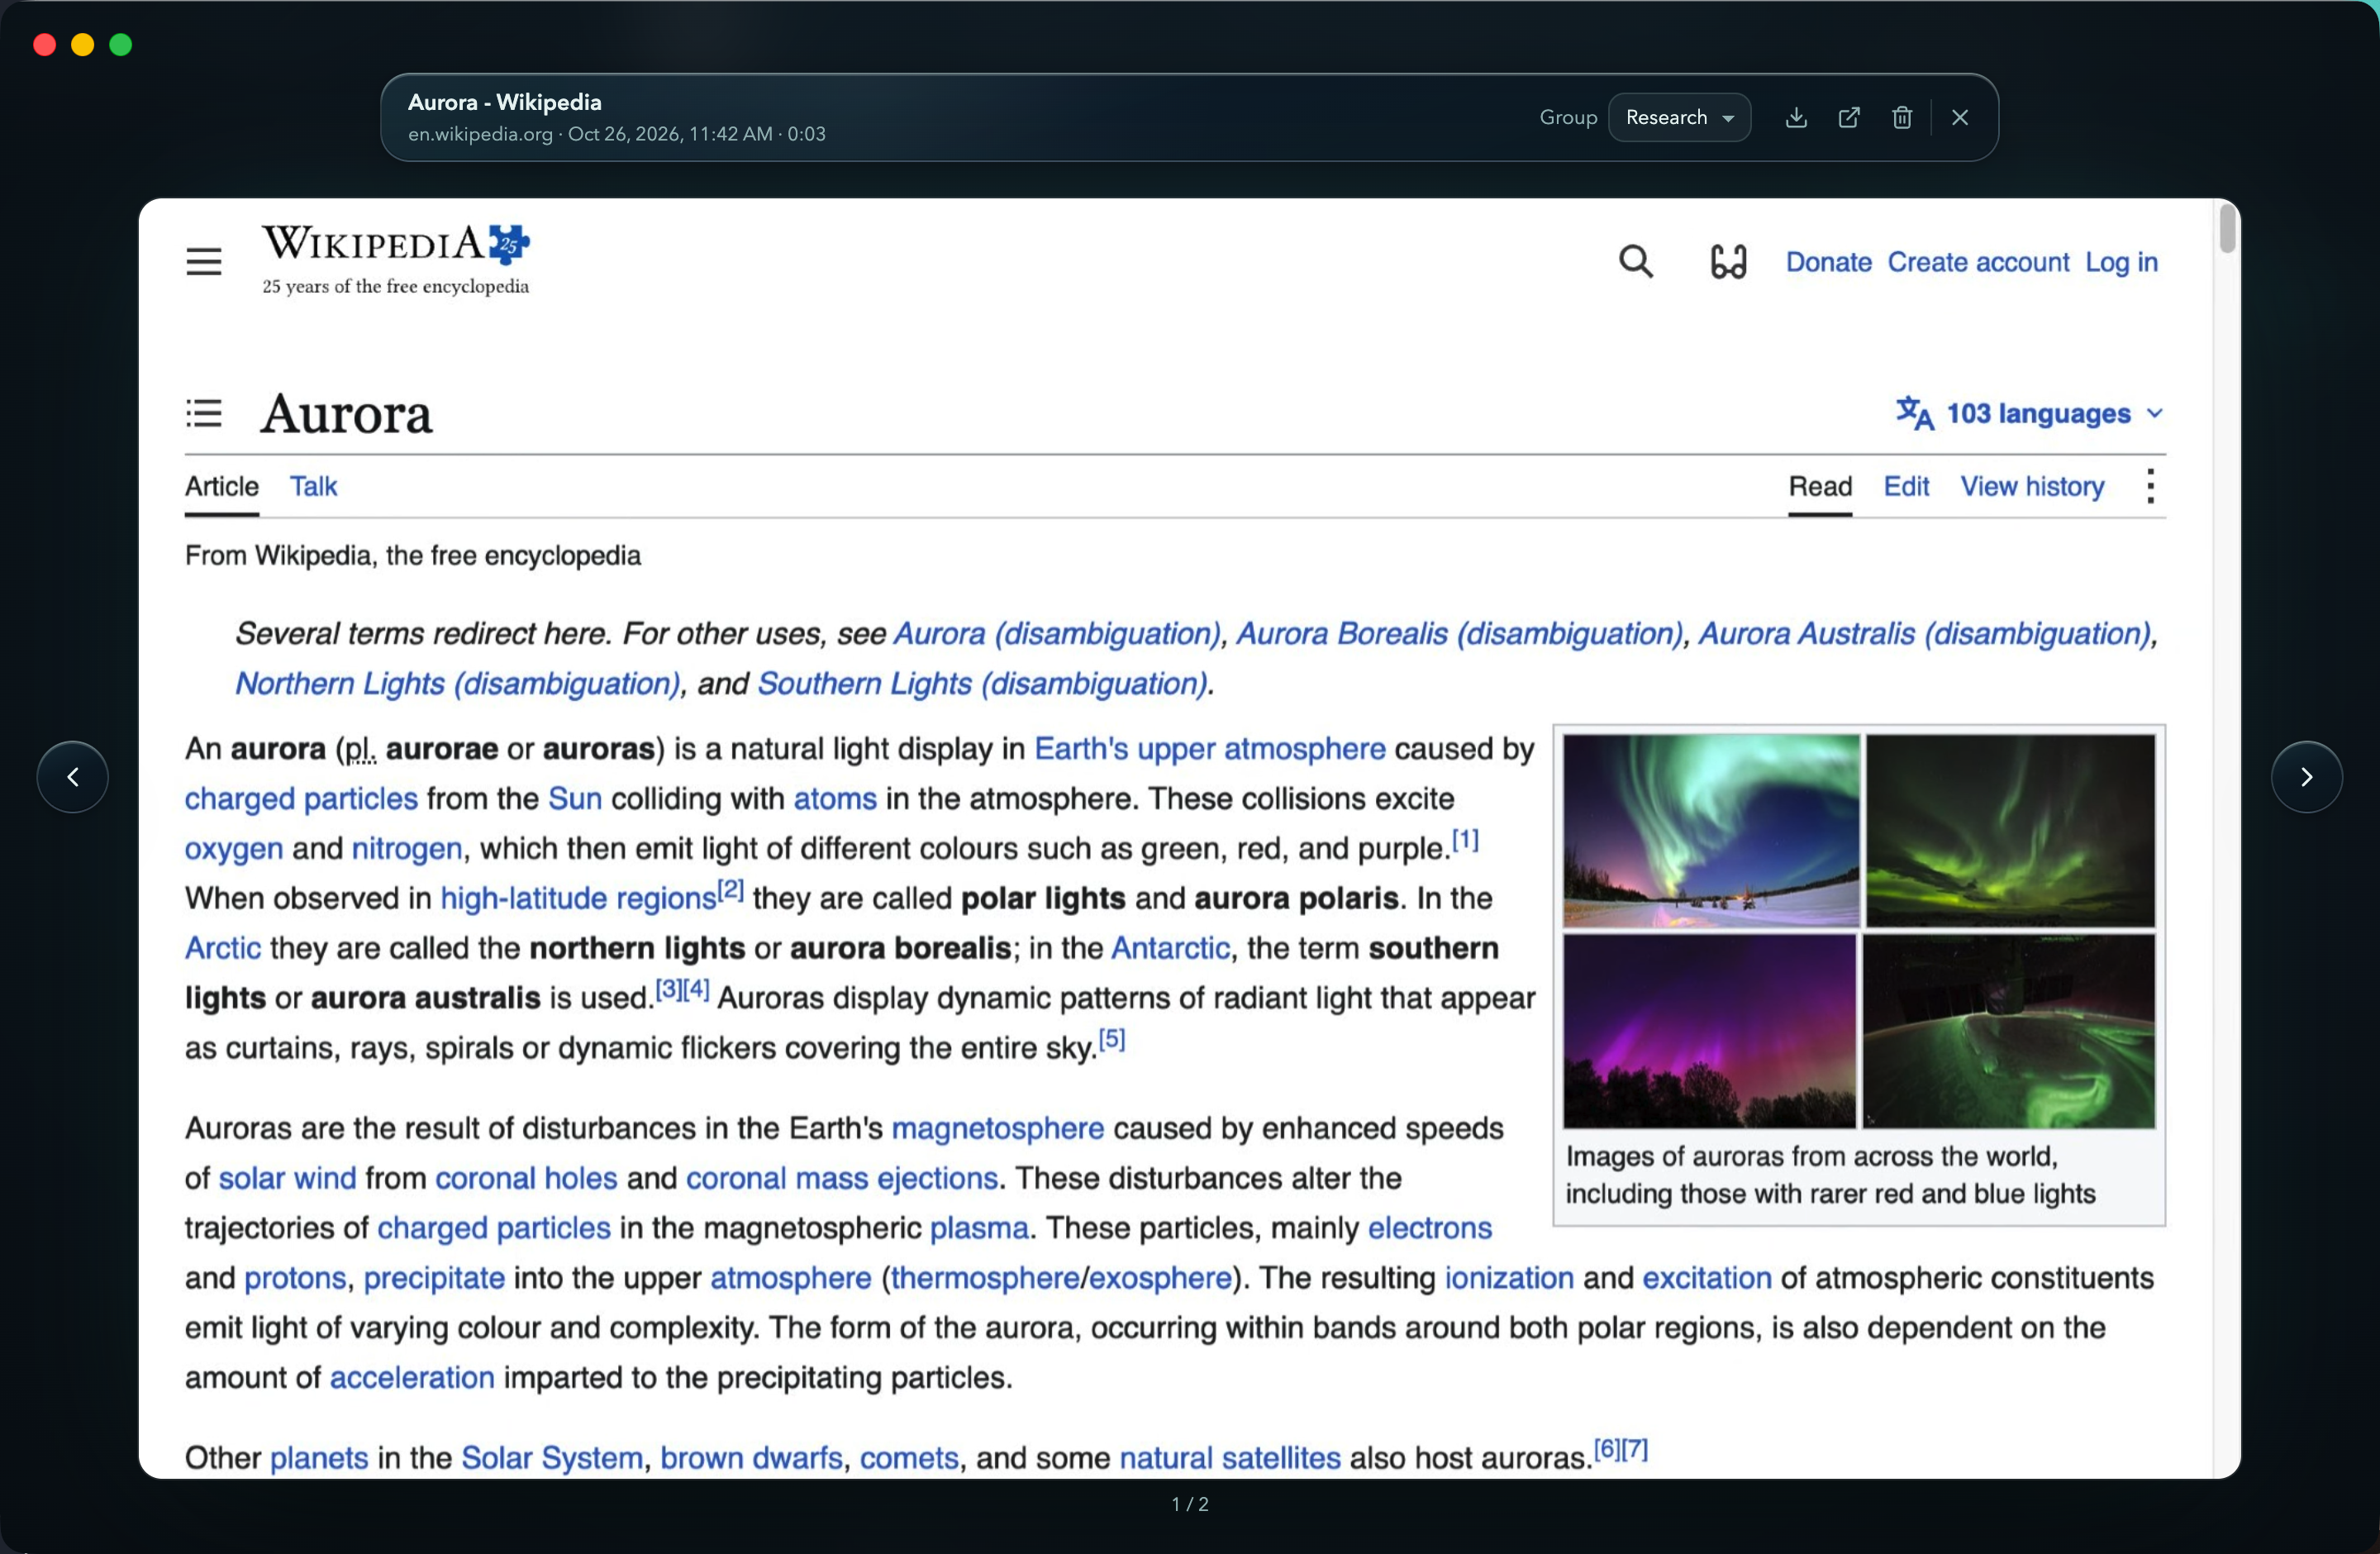 Aurora - Wikipedia
en.wikipedia.org · Oct 26, 2026, 11:42 AM · 0:03
Group
Research
WIKIPEDIA 25
25 years of the free encyclopedia
Donate Create account Log in
Aurora
103 languages
Article Talk
Read Edit View history
From Wikipedia, the free encyclopedia
Several terms redirect here. For other uses, see Aurora (disambiguation), Aurora Borealis (disambiguation), Aurora Australis (disambiguation),
Northern Lights (disambiguation), and Southern Lights (disambiguation).
An aurora (pl. aurorae or auroras) is a natural light display in Earth's upper atmosphere caused by
charged particles from the Sun colliding with atoms in the atmosphere. These collisions excite
oxygen and nitrogen, which then emit light of different colours such as green, red, and purple.[1]
When observed in high-latitude regions[2] they are called polar lights and aurora polaris. In the
Arctic they are called the northern lights or aurora borealis; in the Antarctic, the term southern
lights or aurora australis is used.[3][4] Auroras display dynamic patterns of radiant light that appear
as curtains, rays, spirals or dynamic flickers covering the entire sky.[5]
Images of auroras from across the world,
including those with rarer red and blue lights
Auroras are the result of disturbances in the Earth's magnetosphere caused by enhanced speeds
of solar wind from coronal holes and coronal mass ejections. These disturbances alter the
trajectories of charged particles in the magnetospheric plasma. These particles, mainly electrons
and protons, precipitate into the upper atmosphere (thermosphere/exosphere). The resulting ionization and excitation of atmospheric constituents
emit light of varying colour and complexity. The form of the aurora, occurring within bands around both polar regions, is also dependent on the
amount of acceleration imparted to the precipitating particles.
Other planets in the Solar System, brown dwarfs, comets, and some natural satellites also host auroras.[6][7]
1 / 2